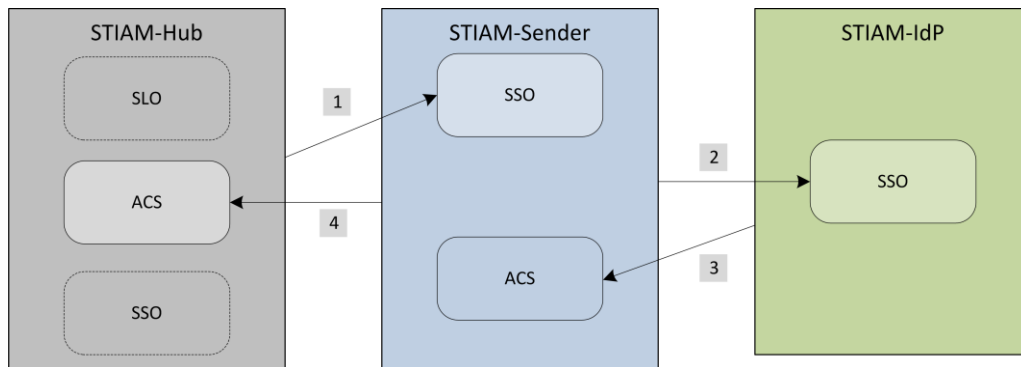 STIAM-Hub
SLO
ACS
SSO
1
4
STIAM-Sender
SSO
ACS
2
3
STIAM-IdP
SSO